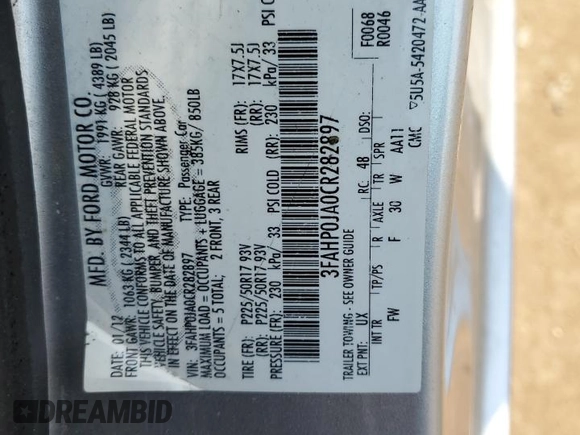 MFD. BY FORD MOTOR CO.
GVWR: 1991 KG ( 4389 LB)
DATE: 01/12
FRONT GAWR: 1063 KG ( 2344 LB)
REAR GAWR: 928 KG ( 2045 LB)
THIS VEHICLE CONFORMS TO ALL APPLICABLE FEDERAL MOTOR
VEHICLE SAFETY, BUMPER, AND THEFT PREVENTION STANDARDS
IN EFFECT ON THE DATE OF MANUFACTURE SHOWN ABOVE.
VIN: 3FAHP0JA0CR282897
TYPE: Passenger Car
MAXIMUM LOAD = OCCUPANTS + LUGGAGE = 385KG/ 850LB
OCCUPANTS = 5 TOTAL; 2 FRONT, 3 REAR
TIRE (FR): P225/50R17 93V RIMS (FR): 17X7.5J
(RR): P225/50R17 93V (RR): 17X7.5J
PRESSURE (FR): 230 kPa/ 33 PSI COLD (RR): 230 kPa/ 33 PSI COLD
3FAHP0JA0CR282897
F0068
R0046
TRAILER TOWING - SEE OWNER GUIDE
EXT PNT: UX RC: 48 DSO:
INT TR TP/PS R AXLE TR SPR
FW F 30 W AA11
GMC
5U5A-5420472-AA
DREAMBID